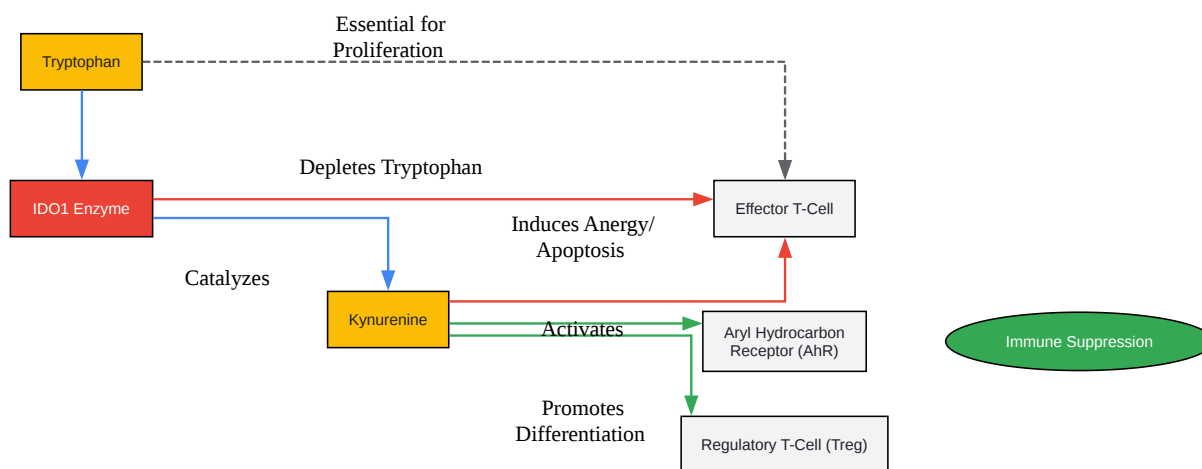 Essential for
Proliferation
Tryptophan
Depletes Tryptophan
IDO1 Enzyme
Effector T-Cell
Induces Anergy/
Apoptosis
Catalyzes
Kynurenine
Activates
Aryl Hydrocarbon
Receptor (AhR)
Immune Suppression
Promotes
Differentiation
Regulatory T-Cell (Treg)